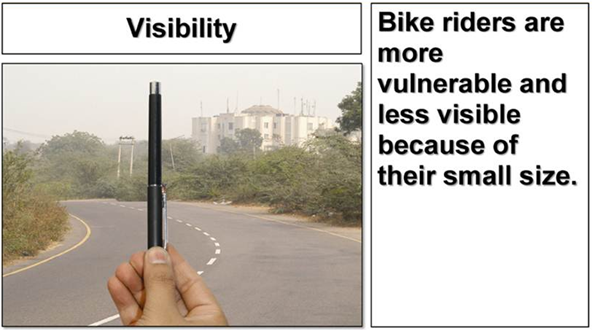 Visibility
Bike riders are
more
vulnerable and
less visible
because of
their small size.